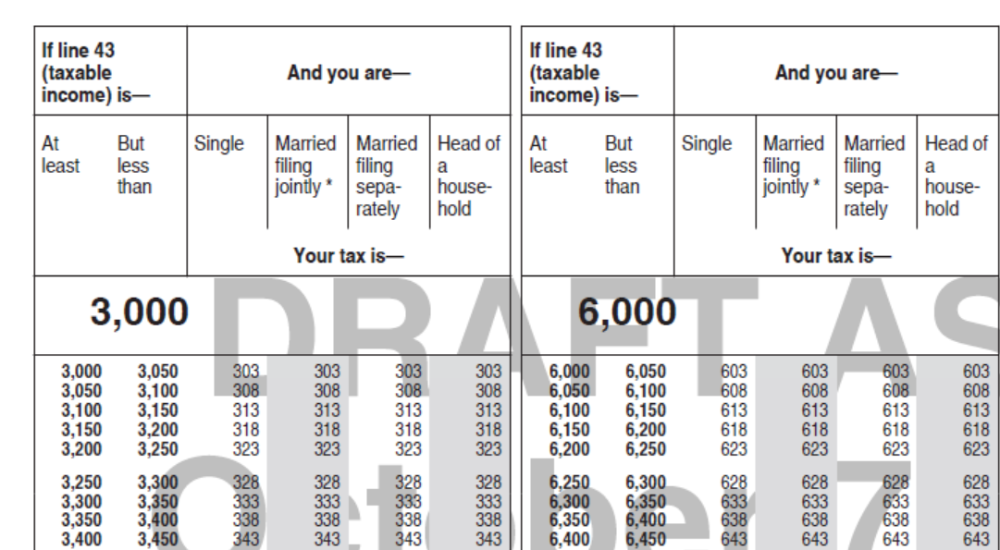 If line 43
(taxable
income) is—
And you are—
At
least
But
less
than
Single
Married
filing
jointly *
Married
filing
sepa-
rately
Head of
a
house-
hold
Your tax is—
3,000
3,000 3,050 303 303 303 303
3,050 3,100 308 308 308 308
3,100 3,150 313 313 313 313
3,150 3,200 318 318 318 318
3,200 3,250 323 323 323 323
3,250 3,300 328 328 328 328
3,300 3,350 333 333 333 333
3,350 3,400 338 338 338 338
3,400 3,450 343 343 343 343
If line 43
(taxable
income) is—
And you are—
At
least
But
less
than
Single
Married
filing
jointly *
Married
filing
sepa-
rately
Head of
a
house-
hold
Your tax is—
6,000
6,000 6,050 603 603 603 603
6,050 6,100 608 608 608 608
6,100 6,150 613 613 613 613
6,150 6,200 618 618 618 618
6,200 6,250 623 623 623 623
6,250 6,300 628 628 628 628
6,300 6,350 633 633 633 633
6,350 6,400 638 638 638 638
6,400 6,450 643 643 643 643
DRAFT AS
October 7